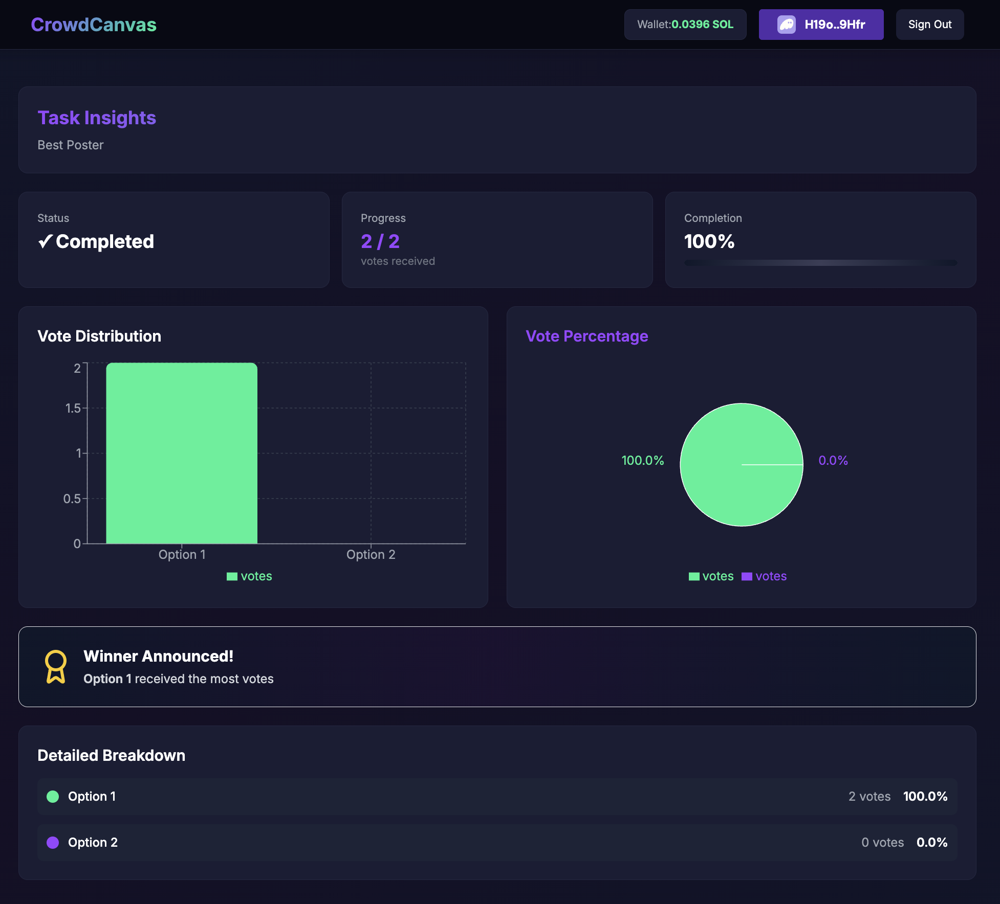 CrowdCanvas
Wallet:0.0396 SOL
H19o..9Hfr
Sign Out
Task Insights
Best Poster
Status
✓ Completed
Progress
2 / 2
votes received
Completion
100%
Vote Distribution
2
1.5
1
0.5
0
Option 1
Option 2
votes
Vote Percentage
100.0%
0.0%
votes
votes
Winner Announced!
Option 1 received the most votes
Detailed Breakdown
Option 1 2 votes 100.0%
Option 2 0 votes 0.0%